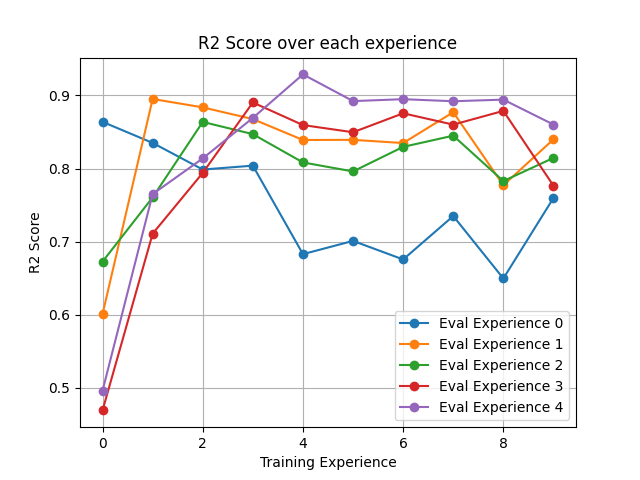 R2 Score over each experience
R2 Score
0.9
0.8
0.7
0.6
0.5
0 2 4 6 8
Training Experience
Eval Experience 0
Eval Experience 1
Eval Experience 2
Eval Experience 3
Eval Experience 4